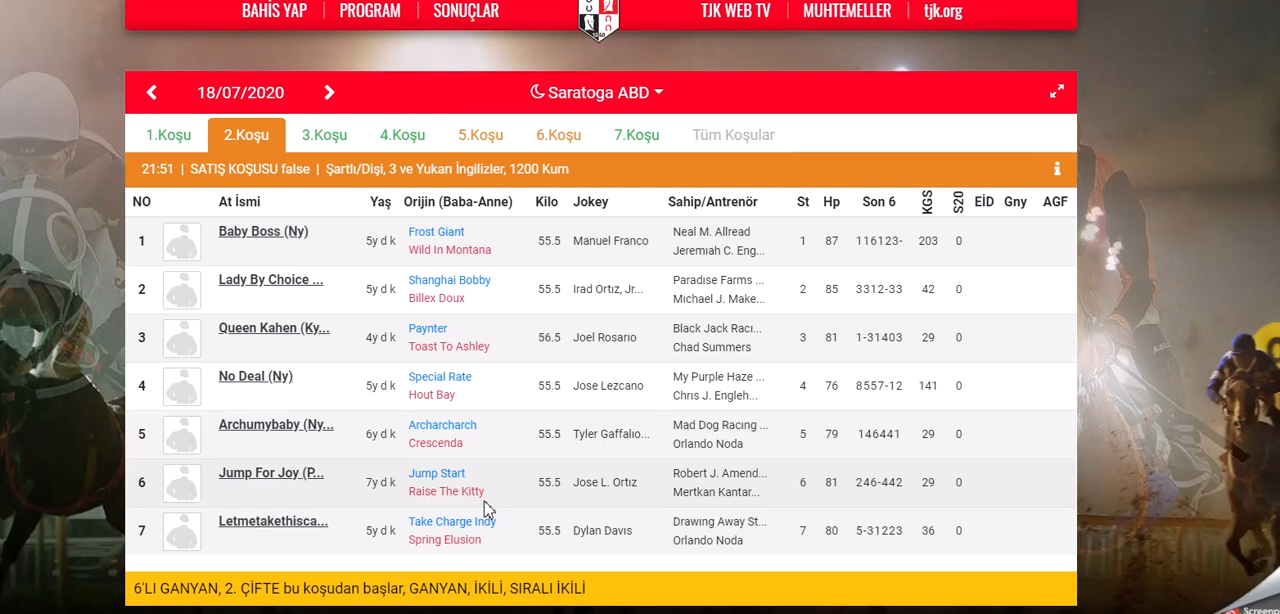 BAHİS YAP | PROGRAM | SONUÇLAR TJK WEB TV | MUHTEMELLER | tjk.org
18/07/2020 Saratoga ABD
1.Koşu 2.Koşu 3.Koşu 4.Koşu 5.Koşu 6.Koşu 7.Koşu Tüm Koşular
21:51 | SATIŞ KOŞUSU false | Şartlı/Dişi, 3 ve Yukarı İngilizler, 1200 Kum
NO At İsmi Yaş Orijin (Baba-Anne) Kilo Jokey Sahip/Antrenör St Hp Son 6 KGS S20 EİD Gny AGF
1 Baby Boss (Ny) 5y d k Frost Giant 55.5 Manuel Franco Neal M. Allread 1 87 116123- 203 0
Wild In Montana Jeremıah C. Eng...
2 Lady By Choice ... 5y d k Shanghai Bobby 55.5 Irad Ortız, Jr... Paradıse Farms ... 2 85 3312-33 42 0
Billex Doux Mıchael J. Make...
3 Queen Kahen (Ky... 4y d k Paynter 56.5 Joel Rosarıo Black Jack Racı... 3 81 1-31403 29 0
Toast To Ashley Chad Summers
4 No Deal (Ny) 5y d k Special Rate 55.5 Jose Lezcano My Purple Haze ... 4 76 8557-12 141 0
Hout Bay Chrıs J. Engleh...
5 Archumybaby (Ny... 6y d k Archarcharch 55.5 Tyler Gaffalıo... Mad Dog Racıng ... 5 79 146441 29 0
Crescenda Orlando Noda
6 Jump For Joy (P... 7y d k Jump Start 55.5 Jose L. Ortız Robert J. Amend... 6 81 246-442 29 0
Raise The Kitty Mertkan Kantar...
7 Letmetakethisca... 5y d k Take Charge Indy 55.5 Dylan Davıs Drawıng Away St... 7 80 5-31223 36 0
Spring Elusion Orlando Noda
6'LI GANYAN, 2. ÇİFTE bu koşudan başlar, GANYAN, İKİLİ, SIRALI İKİLİ